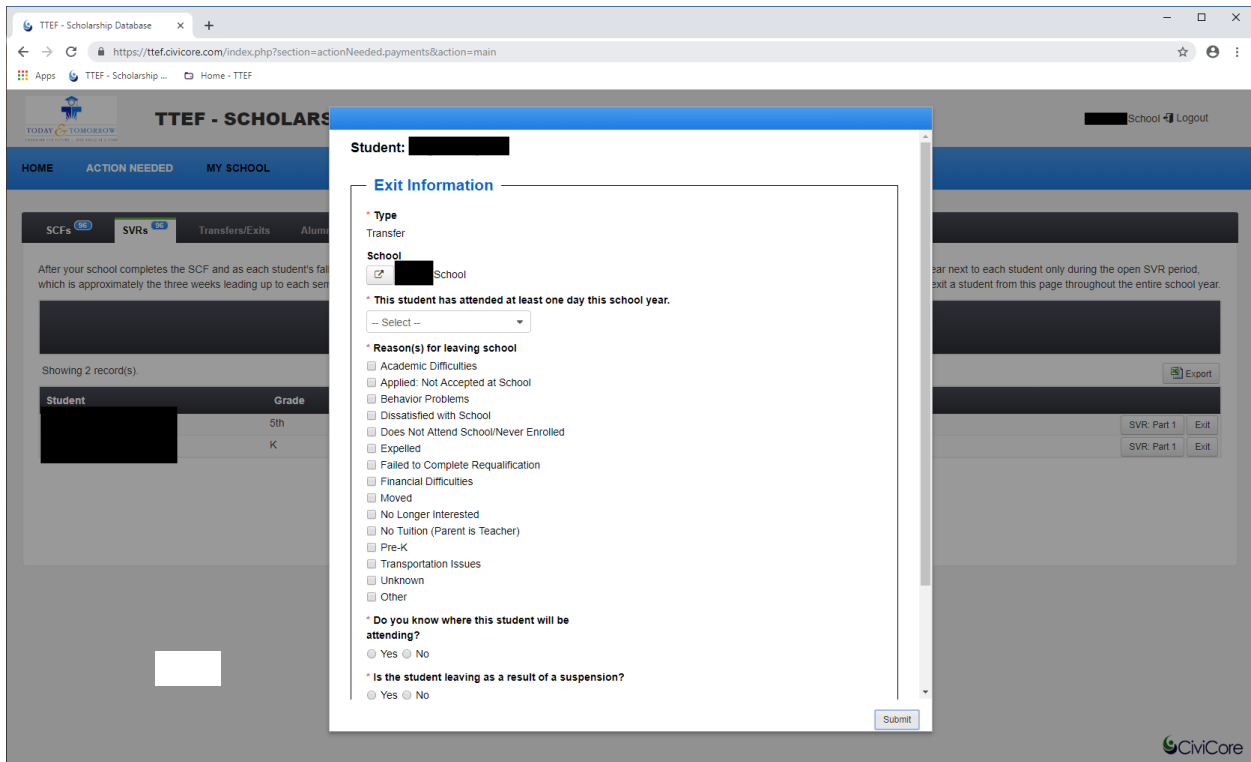 TTEF - Scholarship Database
https://ttef.civicore.com/index.php?section=actionNeeded.payments&action=main
Apps TTEF - Scholarship ... Home - TTEF
TODAY & TOMORROW
TTEF - SCHOLARS
School Logout
HOME ACTION NEEDED MY SCHOOL
SCFs 96 SVRs 96 Transfers/Exits Alumn
After your school completes the SCF and as each student's fal
ear next to each student only during the open SVR period,
which is approximately the three weeks leading up to each sem
exit a student from this page throughout the entire school year.
Showing 2 record(s).
Export
Student Grade
5th SVR: Part 1 Exit
K SVR: Part 1 Exit
Student:
Exit Information
* Type
Transfer
School
School
* This student has attended at least one day this school year.
-- Select --
* Reason(s) for leaving school
Academic Difficulties
Applied: Not Accepted at School
Behavior Problems
Dissatisfied with School
Does Not Attend School/Never Enrolled
Expelled
Failed to Complete Requalification
Financial Difficulties
Moved
No Longer Interested
No Tuition (Parent is Teacher)
Pre-K
Transportation Issues
Unknown
Other
* Do you know where this student will be
attending?
Yes No
* Is the student leaving as a result of a suspension?
Yes No
Submit
CiviCore